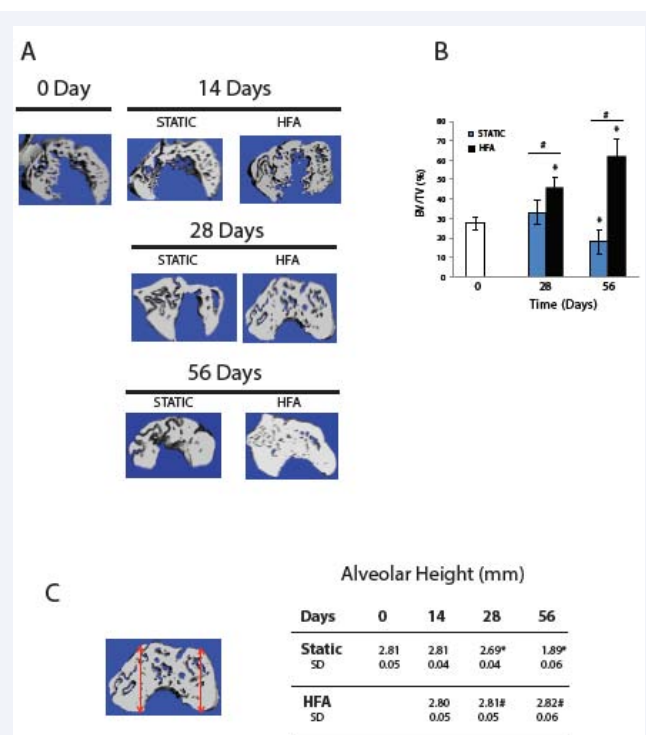 A
0 Day
14 Days
STATIC HFA
28 Days
STATIC HFA
56 Days
STATIC HFA
B
BV/TV (%)
80
70
60
50
40
30
20
10
0
STATIC
HFA
#
*
#
*
*
0 28 56
Time (Days)
C
Alveolar Height (mm)
Days 0 14 28 56
Static 2.81 2.81 2.69* 1.89*
SD 0.05 0.04 0.04 0.06
HFA 2.80 2.81# 2.82#
SD 0.05 0.05 0.06